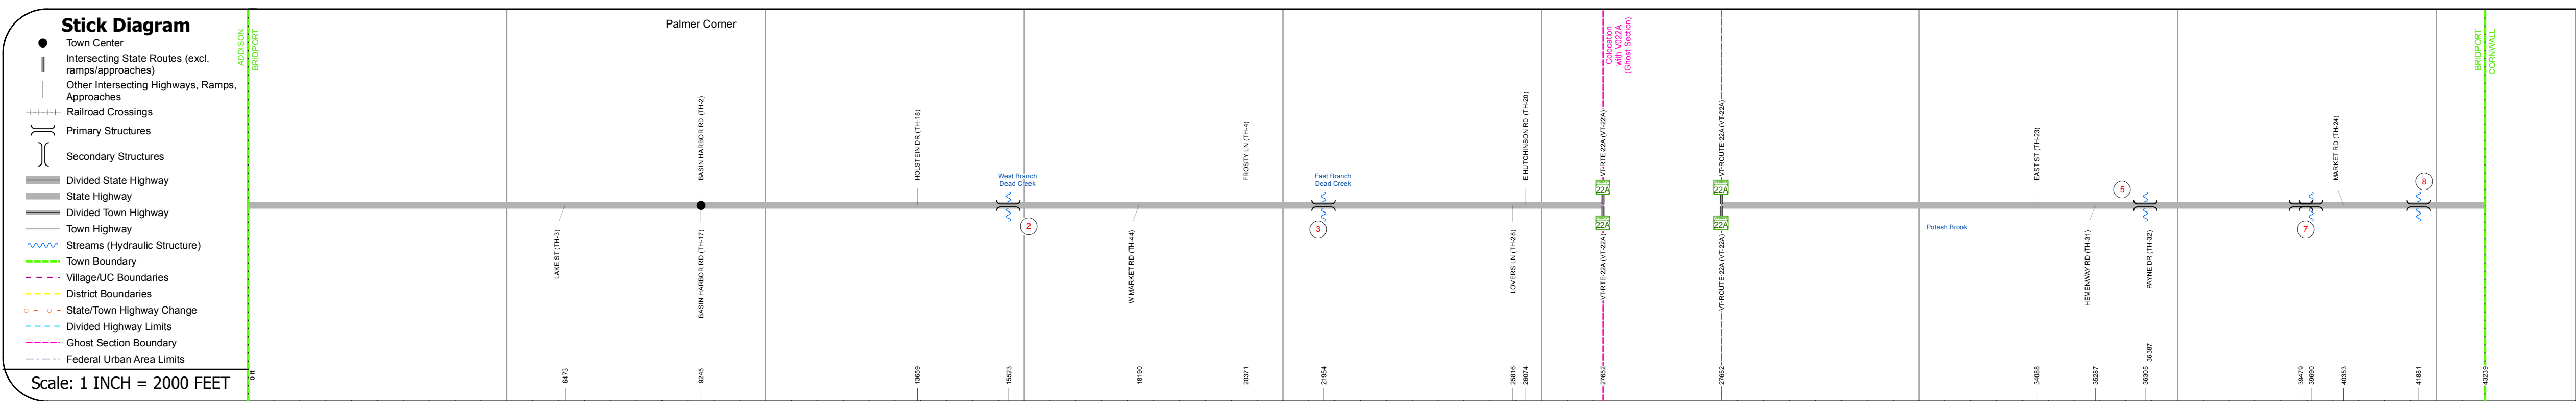 Stick Diagram
Town Center
Intersecting State Routes (excl.
ramps/approaches)
Other Intersecting Highways, Ramps,
Approaches
Railroad Crossings
Primary Structures
Secondary Structures
Divided State Highway
State Highway
Divided Town Highway
Town Highway
Streams (Hydraulic Structure)
Town Boundary
Village/UC Boundaries
District Boundaries
State/Town Highway Change
Divided Highway Limits
Ghost Section Boundary
Federal Urban Area Limits
Scale: 1 INCH = 2000 FEET
ADDISON
BRIDPORT
Palmer Corner
Colocation
with V022A
(Ghost Section)
BRIDPORT
CORNWALL
BASIN HARBOR RD (TH-2)
HOLSTEIN DR (TH-18)
FROSTY LN (TH-4)
E HUTCHINSON RD (TH-20)
VT-RTE-22A (VT-22A)
VT-ROUTE-22A (VT-22A)
EAST ST (TH-23)
MARKET RD (TH-24)
West Branch
Dead Creek
East Branch
Dead Creek
22A
22A
5
8
22A
22A
2
3
7
Potash Brook
LAKE ST (TH-3)
BASIN HARBOR RD (TH-17)
W MARKET RD (TH-44)
LOVERS LN (TH-28)
VT-RTE-22A (VT-22A)
VT-ROUTE-22A (VT-22A)
HEMENWAY RD (TH-31)
PAYNE DR (TH-32)
0 ft
6473
9245
13659
15523
18190
20371
21954
25816
26074
27652
27652
34088
35287
36305
36387
39479
39690
40353
41881
43239